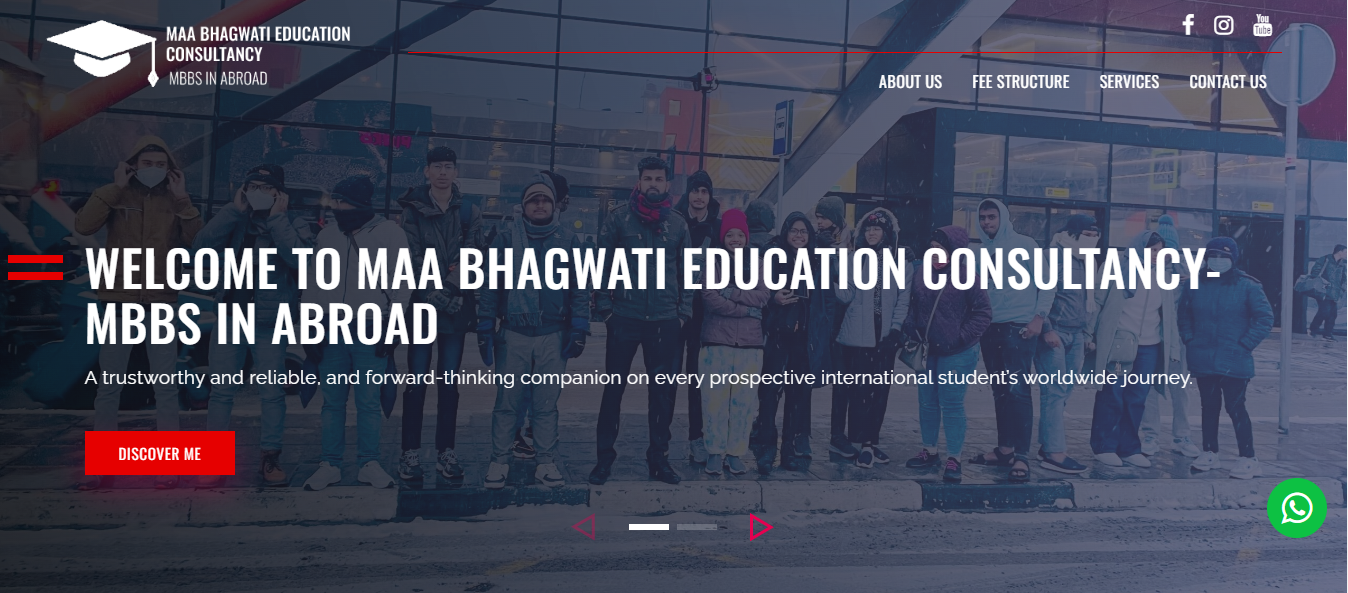 MAA BHAGWATI EDUCATION
CONSULTANCY
MBBS IN ABROAD
You
Tube
ABOUT US
FEE STRUCTURE
SERVICES
CONTACT US
WELCOME TO MAA BHAGWATI EDUCATION CONSULTANCY-
MBBS IN ABROAD
A trustworthy and reliable, and forward-thinking companion on every prospective international student's worldwide journey.
DISCOVER ME